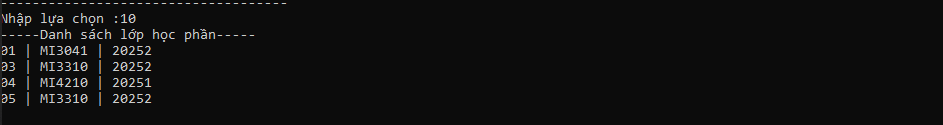 ------------------------------------
Nhập lựa chọn :10
-----Danh sách lớp học phần-----
01 | MI3041 | 20252
03 | MI3310 | 20252
04 | MI4210 | 20251
05 | MI3310 | 20252